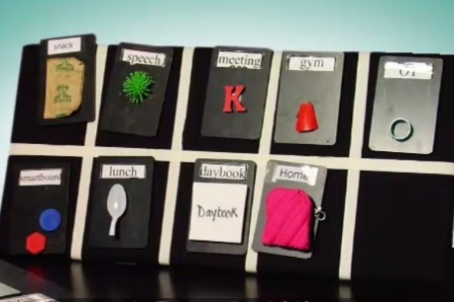 snack
speech
meeting
K
gym
OT
smartboard
lunch
daybook
Daybook
Home